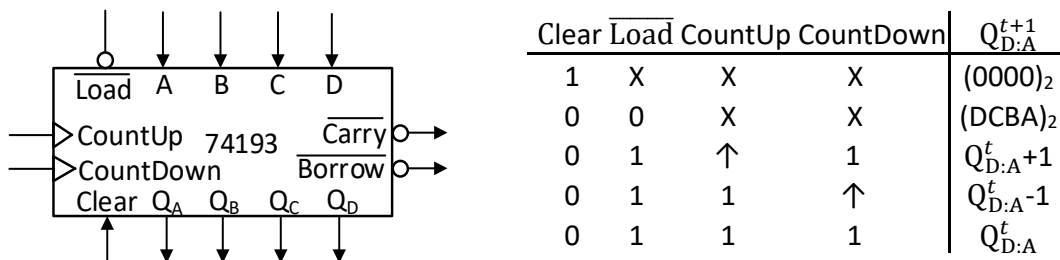 Load A B C D
CountUp 74193 Carry
CountDown Borrow
Clear Q_A Q_B Q_C Q_D
Clear Load CountUp CountDown Q_{D:A}^{t+1}
1 X X X (0000)₂
0 0 X X (DCBA)₂
0 1 ↑ 1 Q_{D:A}^{t}+1
0 1 1 ↑ Q_{D:A}^{t}-1
0 1 1 1 Q_{D:A}^{t}